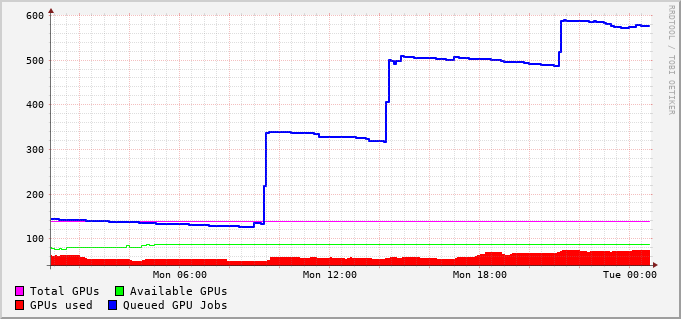 600
500
400
300
200
100
Mon 06:00 Mon 12:00 Mon 18:00 Tue 00:00
Total GPUs Available GPUs
GPUs used Queued GPU Jobs
RRDTOOL / TOBI OETIKER